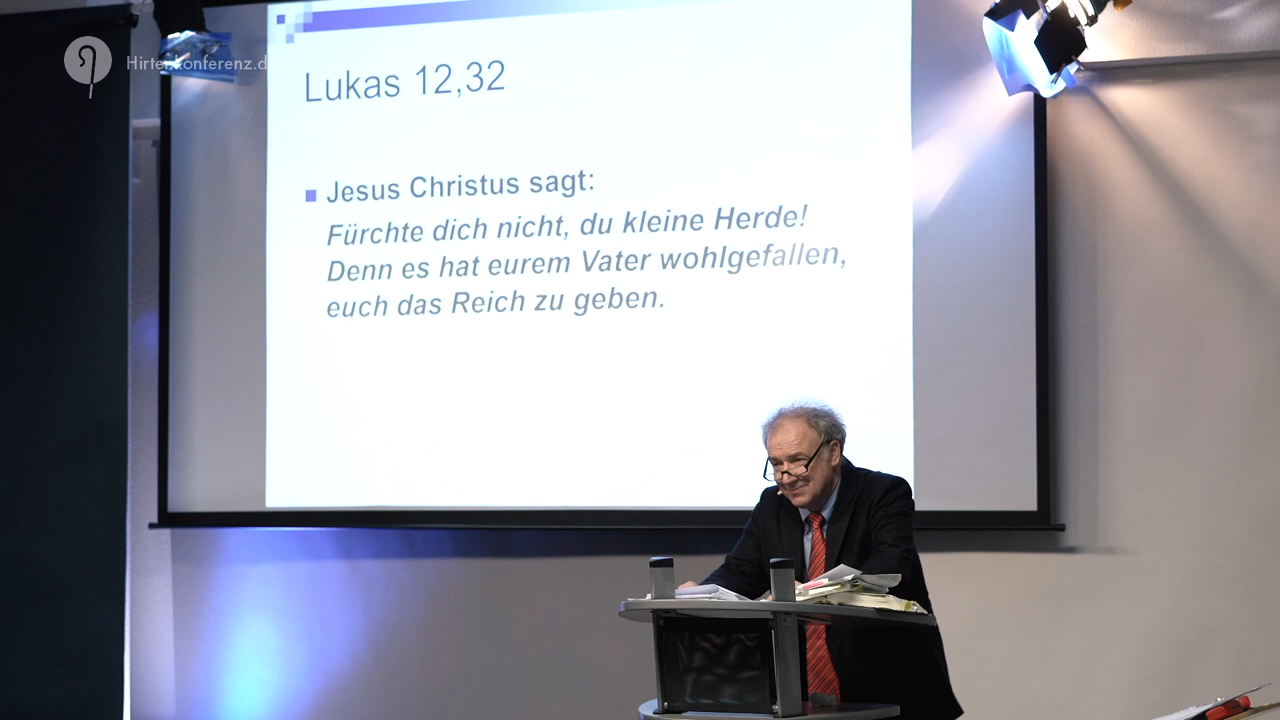 Hirtenkonferenz.d
Lukas 12,32
Jesus Christus sagt:
Fürchte dich nicht, du kleine Herde!
Denn es hat eurem Vater wohlgefallen,
euch das Reich zu geben.